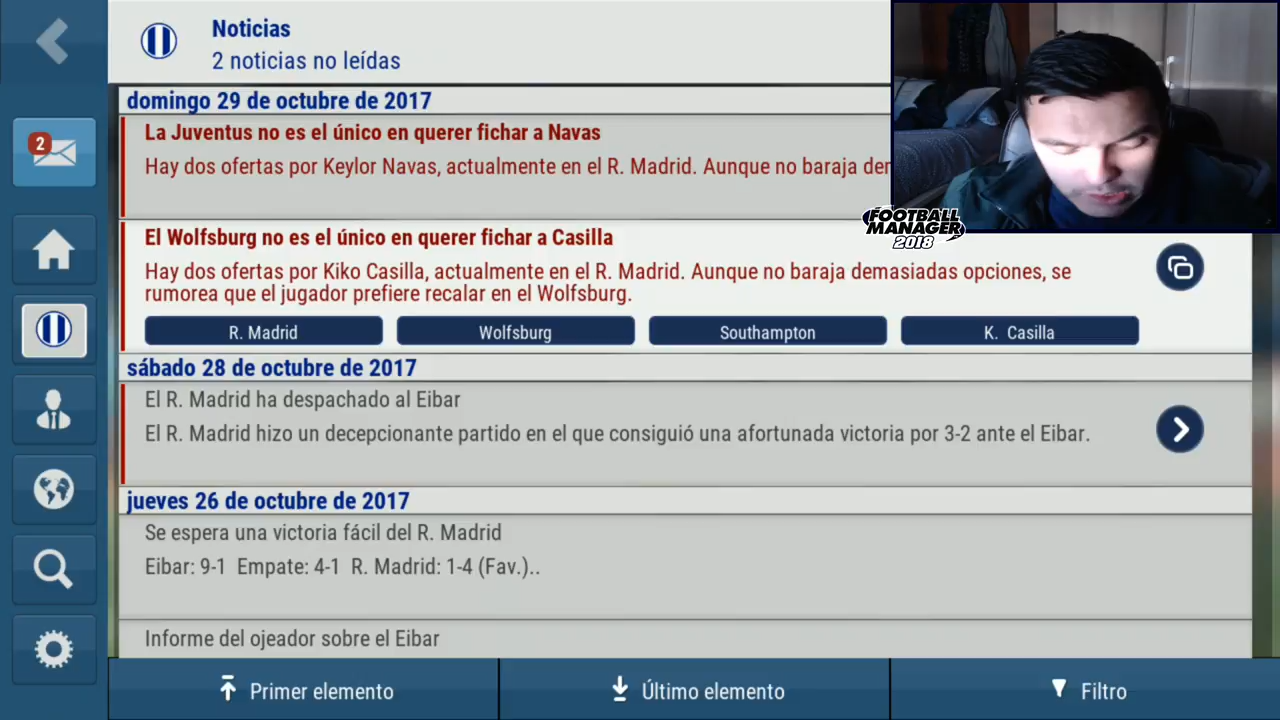 Noticias
2 noticias no leídas
domingo 29 de octubre de 2017
La Juventus no es el único en querer fichar a Navas
Hay dos ofertas por Keylor Navas, actualmente en el R. Madrid. Aunque no baraja
FOOTBALL
MANAGER
2018
2
El Wolfsburg no es el único en querer fichar a Casilla
Hay dos ofertas por Kiko Casilla, actualmente en el R. Madrid. Aunque no baraja demasiadas opciones, se
rumorea que el jugador prefiere recalar en el Wolfsburg.
R. Madrid
Wolfsburg
Southampton
K. Casilla
sábado 28 de octubre de 2017
El R. Madrid ha despachado al Eibar
El R. Madrid hizo un decepcionante partido en el que consiguió una afortunada victoria por 3-2 ante el Eibar.
jueves 26 de octubre de 2017
Se espera una victoria fácil del R. Madrid
Eibar: 9-1 Empate: 4-1 R. Madrid: 1-4 (Fav.)..
Informe del ojeador sobre el Eibar
Primer elemento
Último elemento
Filtro